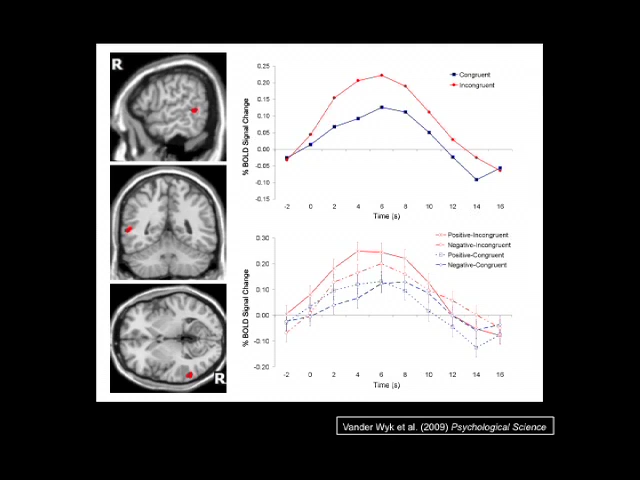 R
R
% BOLD Signal Change
0.25
0.20
0.15
0.10
0.05
0.00
-0.05
-0.10
-0.15
-2 0 2 4 6 8 10 12 14 16
Time (s)
Congruent
Incongruent
% BOLD Signal Change
0.30
0.20
0.10
0.00
-0.10
-0.20
-2 0 2 4 6 8 10 12 14 16
Time (s)
Positive-Incongruent
Negative-Incongruent
Positive-Congruent
Negative-Congruent
Vander Wyk et al. (2009) Psychological Science